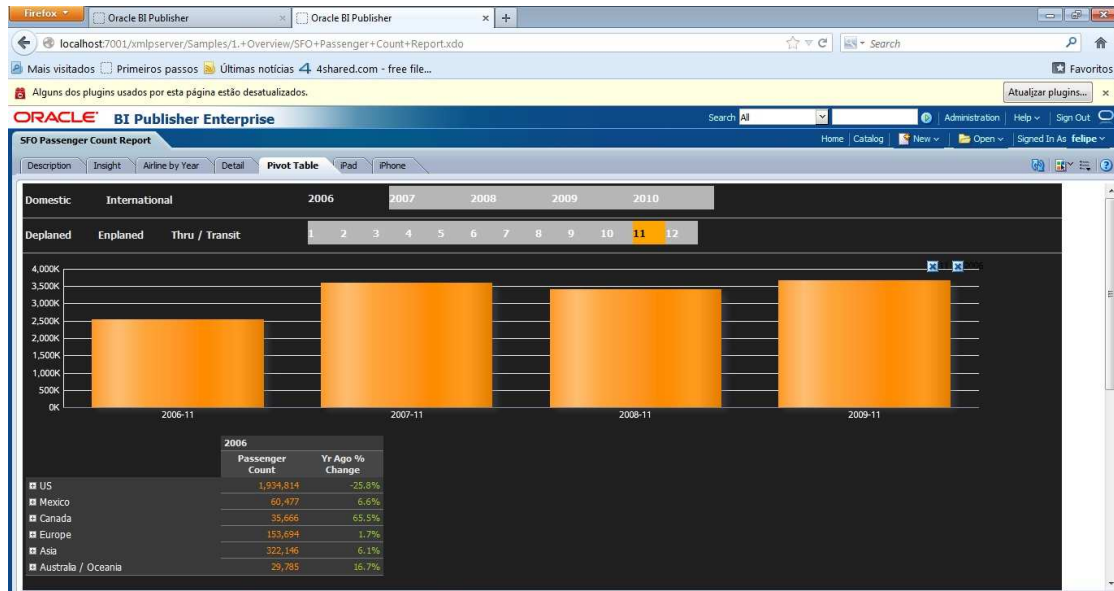 Firefox
Oracle BI Publisher
Oracle BI Publisher
localhost:7001/xmlpserver/Samples/1.+Overview/SFO+Passenger+Count+Report.xdo
Search
Mais visitados Primeiros passos Últimas notícias 4shared.com - free file...
Favoritos
Alguns dos plugins usados por esta página estão desatualizados.
Atualizar plugins...
ORACLE BI Publisher Enterprise
Search All
Administration Help Sign Out
SFO Passenger Count Report
Home Catalog New Open Signed In As felipe
Description Insight Airline by Year Detail Pivot Table iPad iPhone
Domestic International 2006 2007 2008 2009 2010
Deplaned Enplaned Thru / Transit 1 2 3 4 5 6 7 8 9 10 11 12
4,000K
3,500K
3,000K
2,500K
2,000K
1,500K
1,000K
500K
0K
2006-11 2007-11 2008-11 2009-11
2006
Passenger Count Yr Ago % Change
US 1,934,814 -25.8%
Mexico 60,477 6.6%
Canada 35,666 65.5%
Europe 153,694 1.7%
Asia 322,146 6.1%
Australia / Oceania 29,785 16.7%